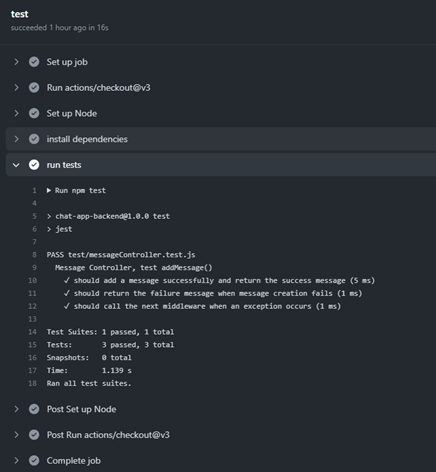 test
succeeded 1 hour ago in 16s
Set up job
Run actions/checkout@v3
Set up Node
install dependencies
run tests
1 ▶ Run npm test
4
5 > chat-app-backend@1.0.0 test
6 > jest
7
8 PASS test/messageController.test.js
9 Message Controller, test addMessage()
10 ✓ should add a message successfully and return the success message (5 ms)
11 ✓ should return the failure message when message creation fails (1 ms)
12 ✓ should call the next middleware when an exception occurs (1 ms)
13
14 Test Suites: 1 passed, 1 total
15 Tests: 3 passed, 3 total
16 Snapshots: 0 total
17 Time: 1.139 s
18 Ran all test suites.
Post Set up Node
Post Run actions/checkout@v3
Complete job